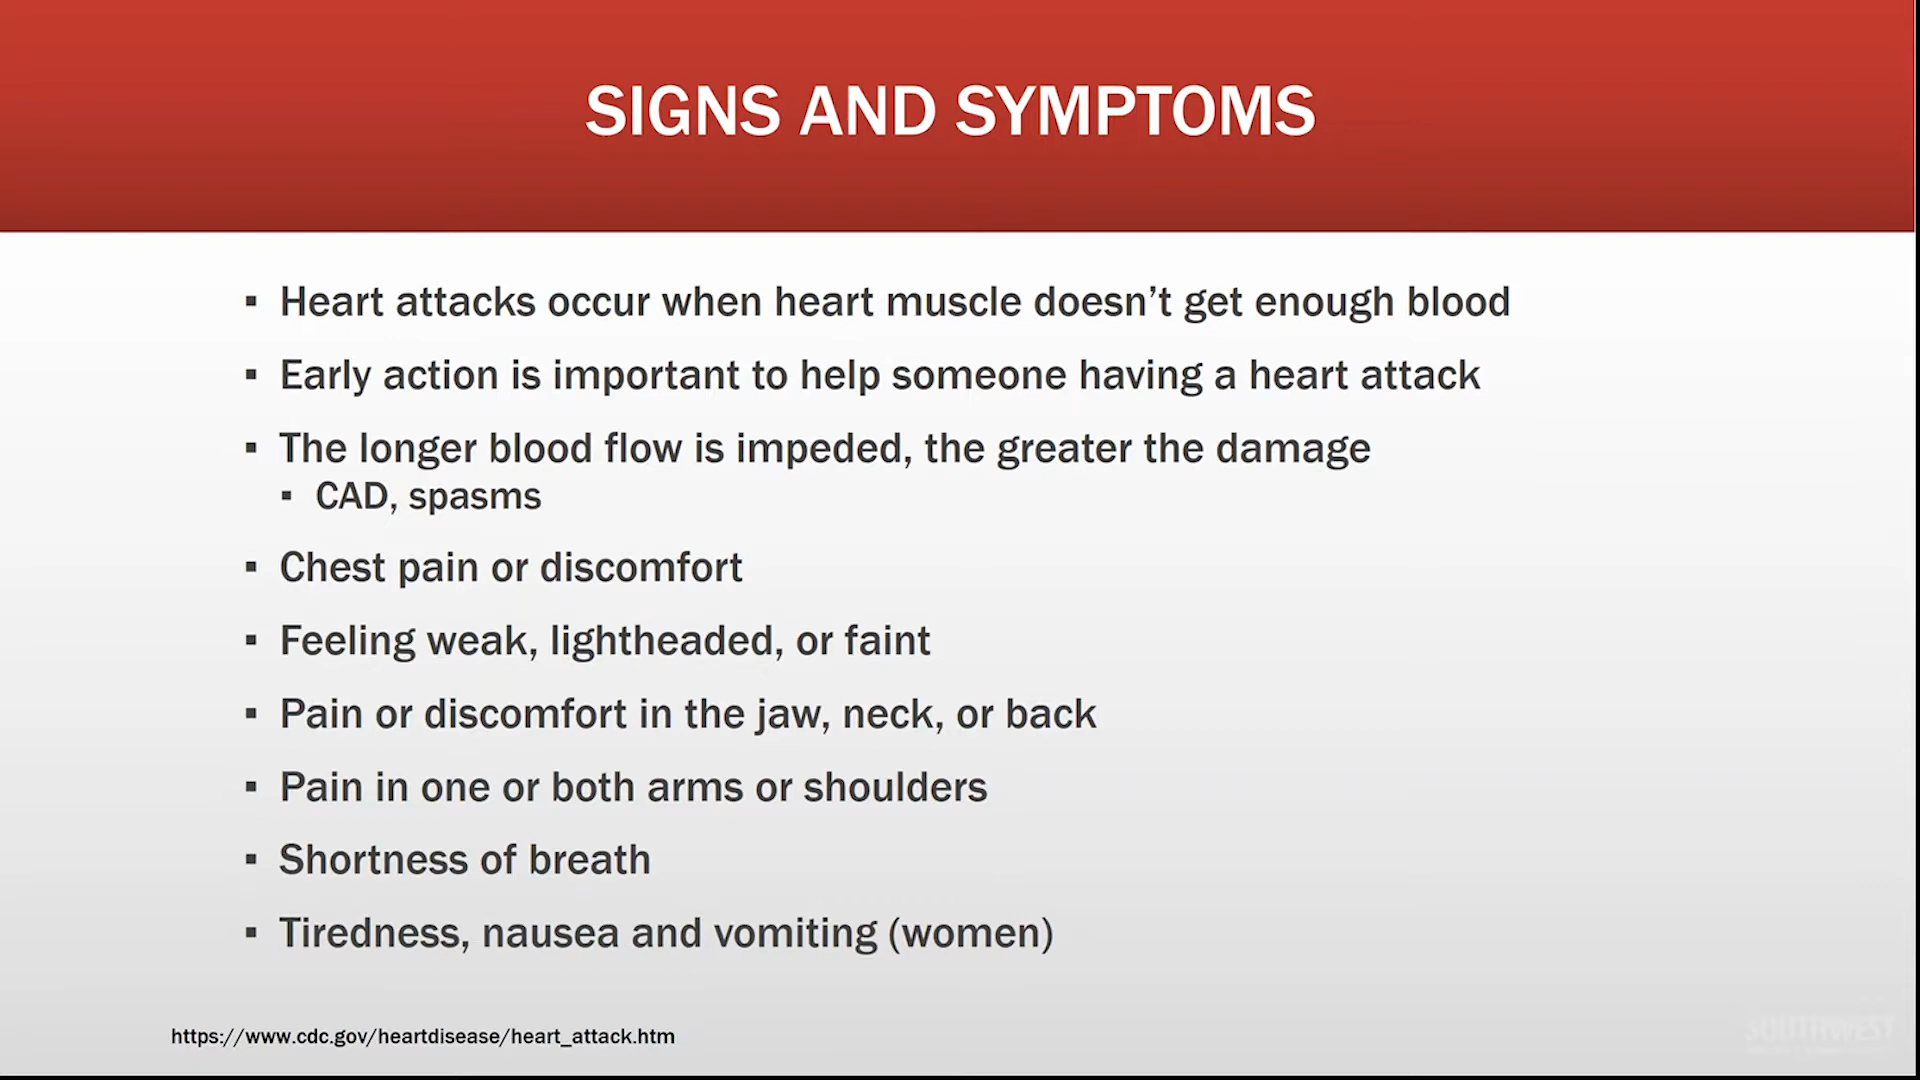 SIGNS AND SYMPTOMS
▪ Heart attacks occur when heart muscle doesn’t get enough blood
▪ Early action is important to help someone having a heart attack
▪ The longer blood flow is impeded, the greater the damage
▪ CAD, spasms
▪ Chest pain or discomfort
▪ Feeling weak, lightheaded, or faint
▪ Pain or discomfort in the jaw, neck, or back
▪ Pain in one or both arms or shoulders
▪ Shortness of breath
▪ Tiredness, nausea and vomiting (women)
https://www.cdc.gov/heartdisease/heart_attack.htm
SOUTHWEST